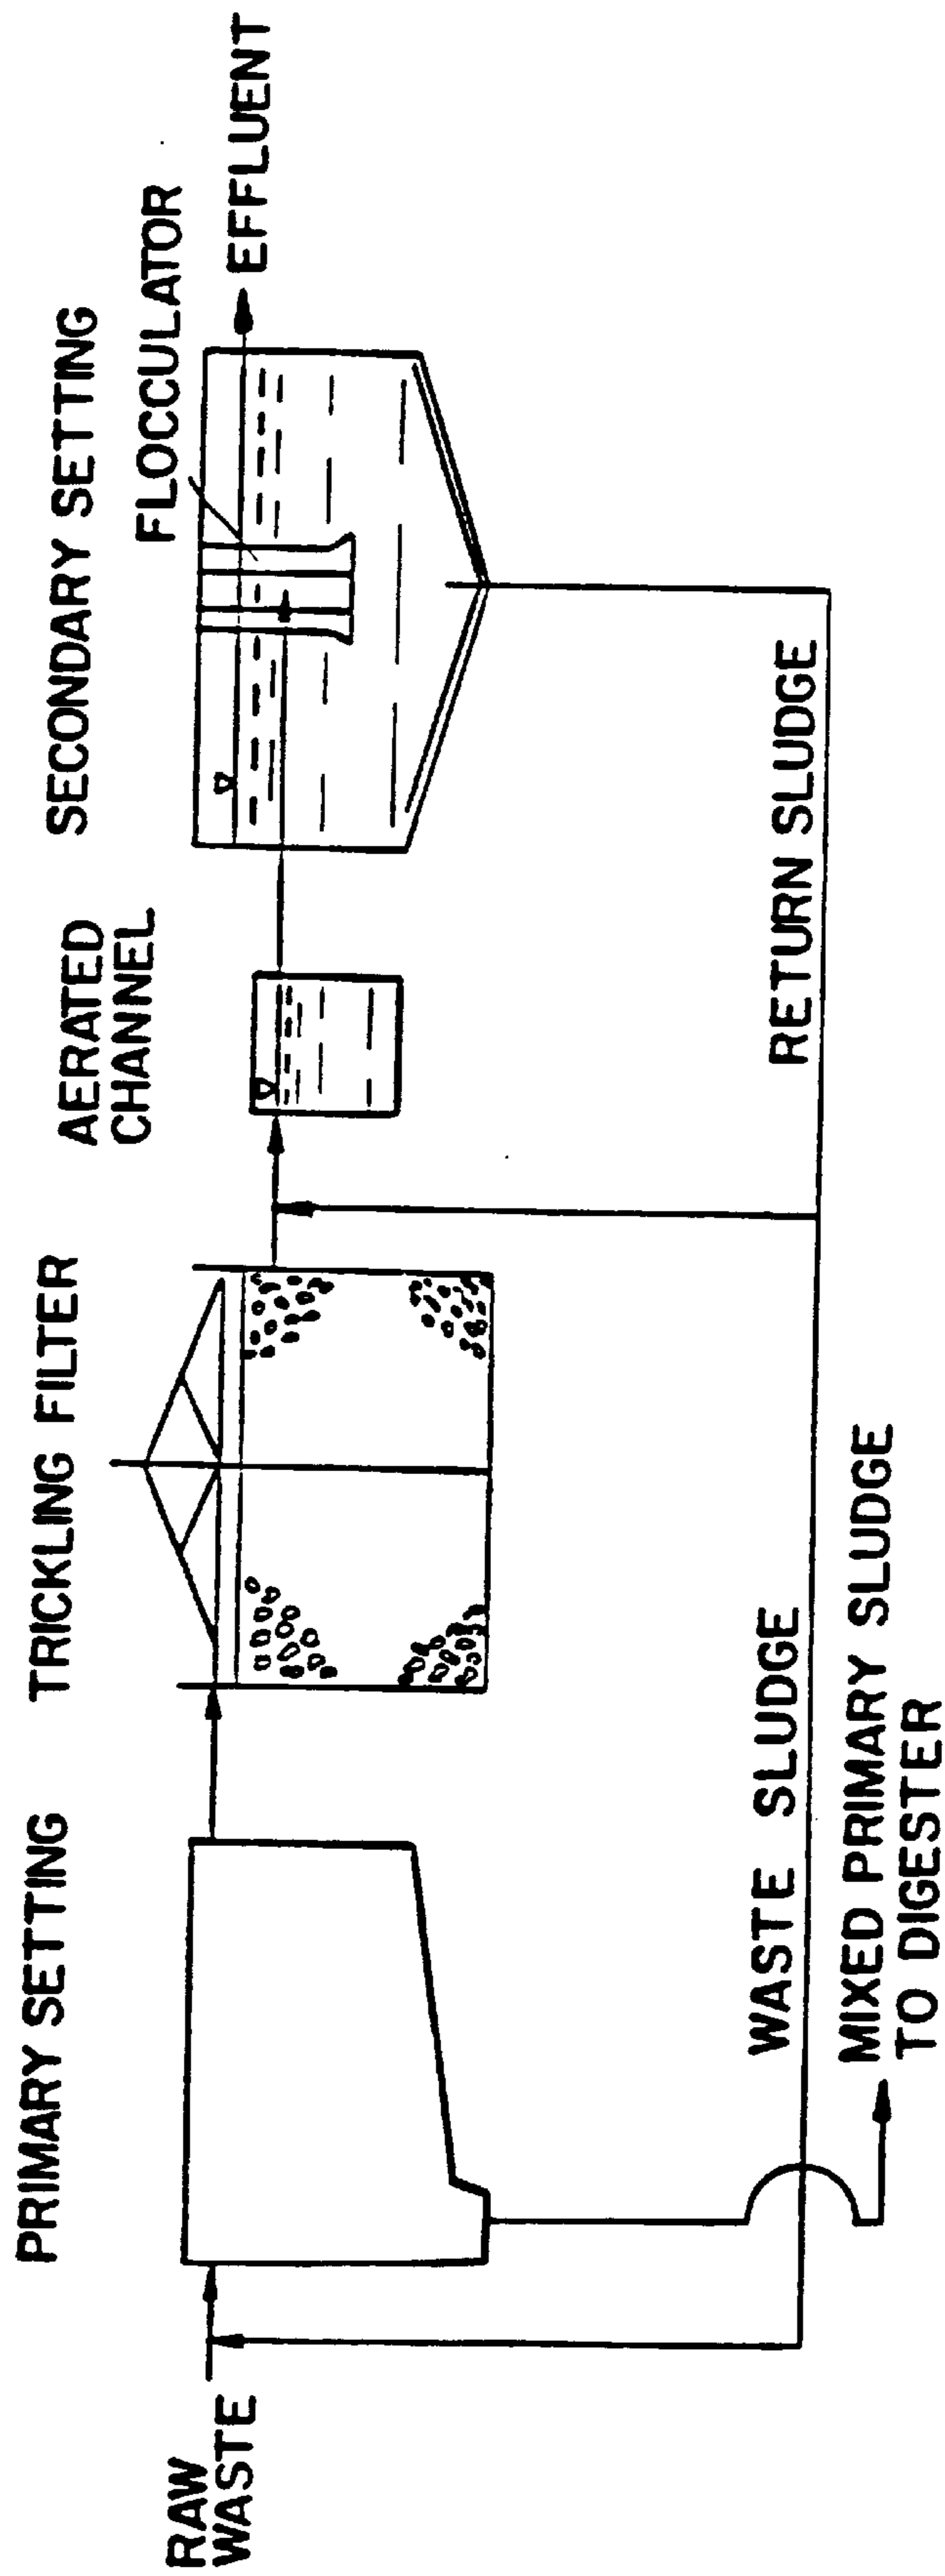 RAW
WASTE
PRIMARY SETTING
TRICKLING FILTER
AERATED
CHANNEL
SECONDARY SETTING
FLOCCULATOR
EFFLUENT
RETURN SLUDGE
WASTE SLUDGE
MIXED PRIMARY SLUDGE
TO DIGESTER